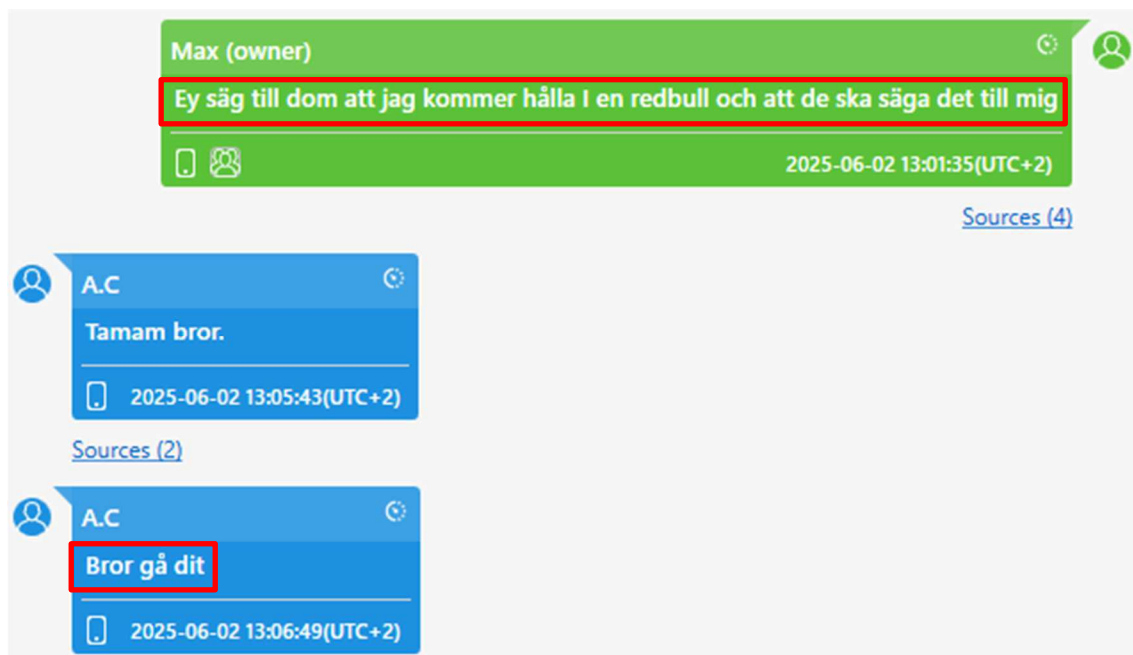 Max (owner)
Ey säg till dom att jag kommer hålla I en redbull och att de ska säga det till mig
2025-06-02 13:01:35(UTC+2)
Sources (4)
A.C
Tamam bror.
2025-06-02 13:05:43(UTC+2)
Sources (2)
A.C
Bror gå dit
2025-06-02 13:06:49(UTC+2)